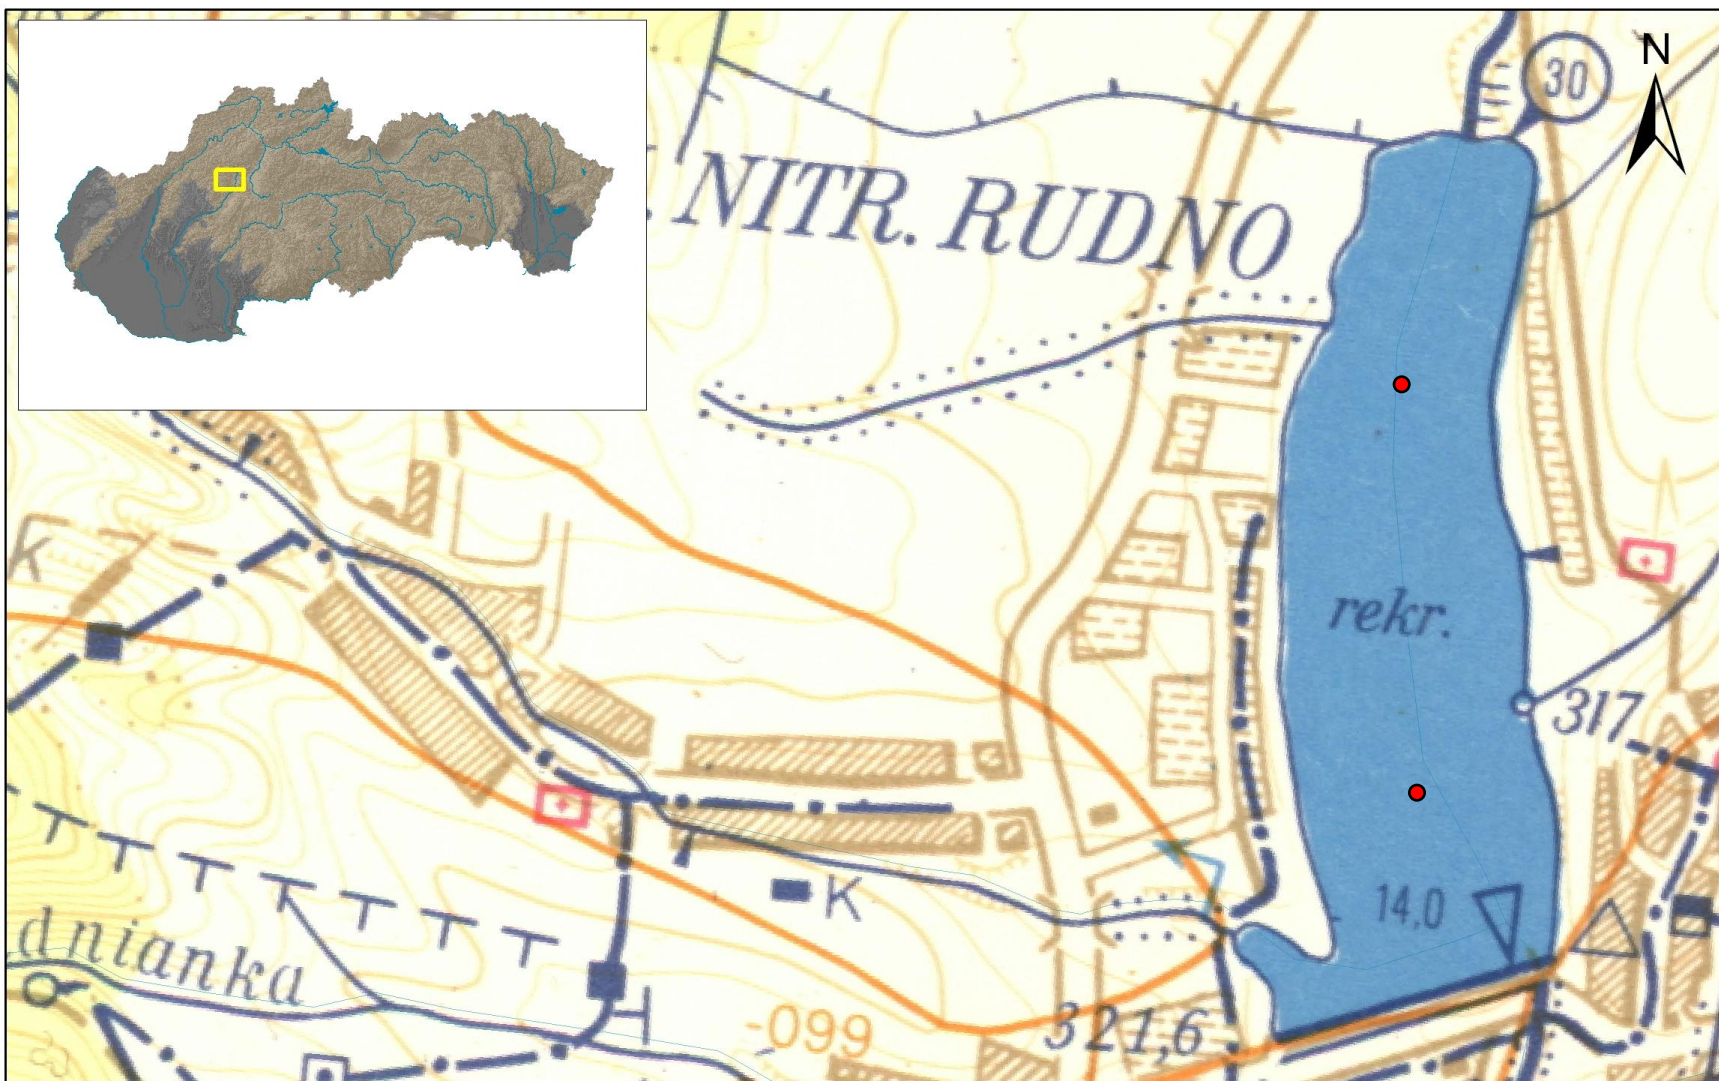 N
30
NITR. RUDNO
K
rekr.
317
K
14,0
dnianka
-099
321,6